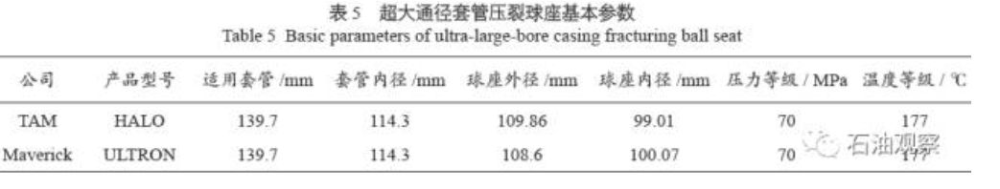 表 5 超大通径套管压裂球座基本参数
Table 5 Basic parameters of ultra-large-bore casing fracturing ball seat
公司 产品型号 适用套管 /mm 套管内径 /mm 球座外径 /mm 球座内径 /mm 压力等级 / MPa 温度等级 / ℃
TAM HALO 139.7 114.3 109.86 99.01 70 177
Maverick ULTRON 139.7 114.3 108.6 100.07 70 177
石油观察